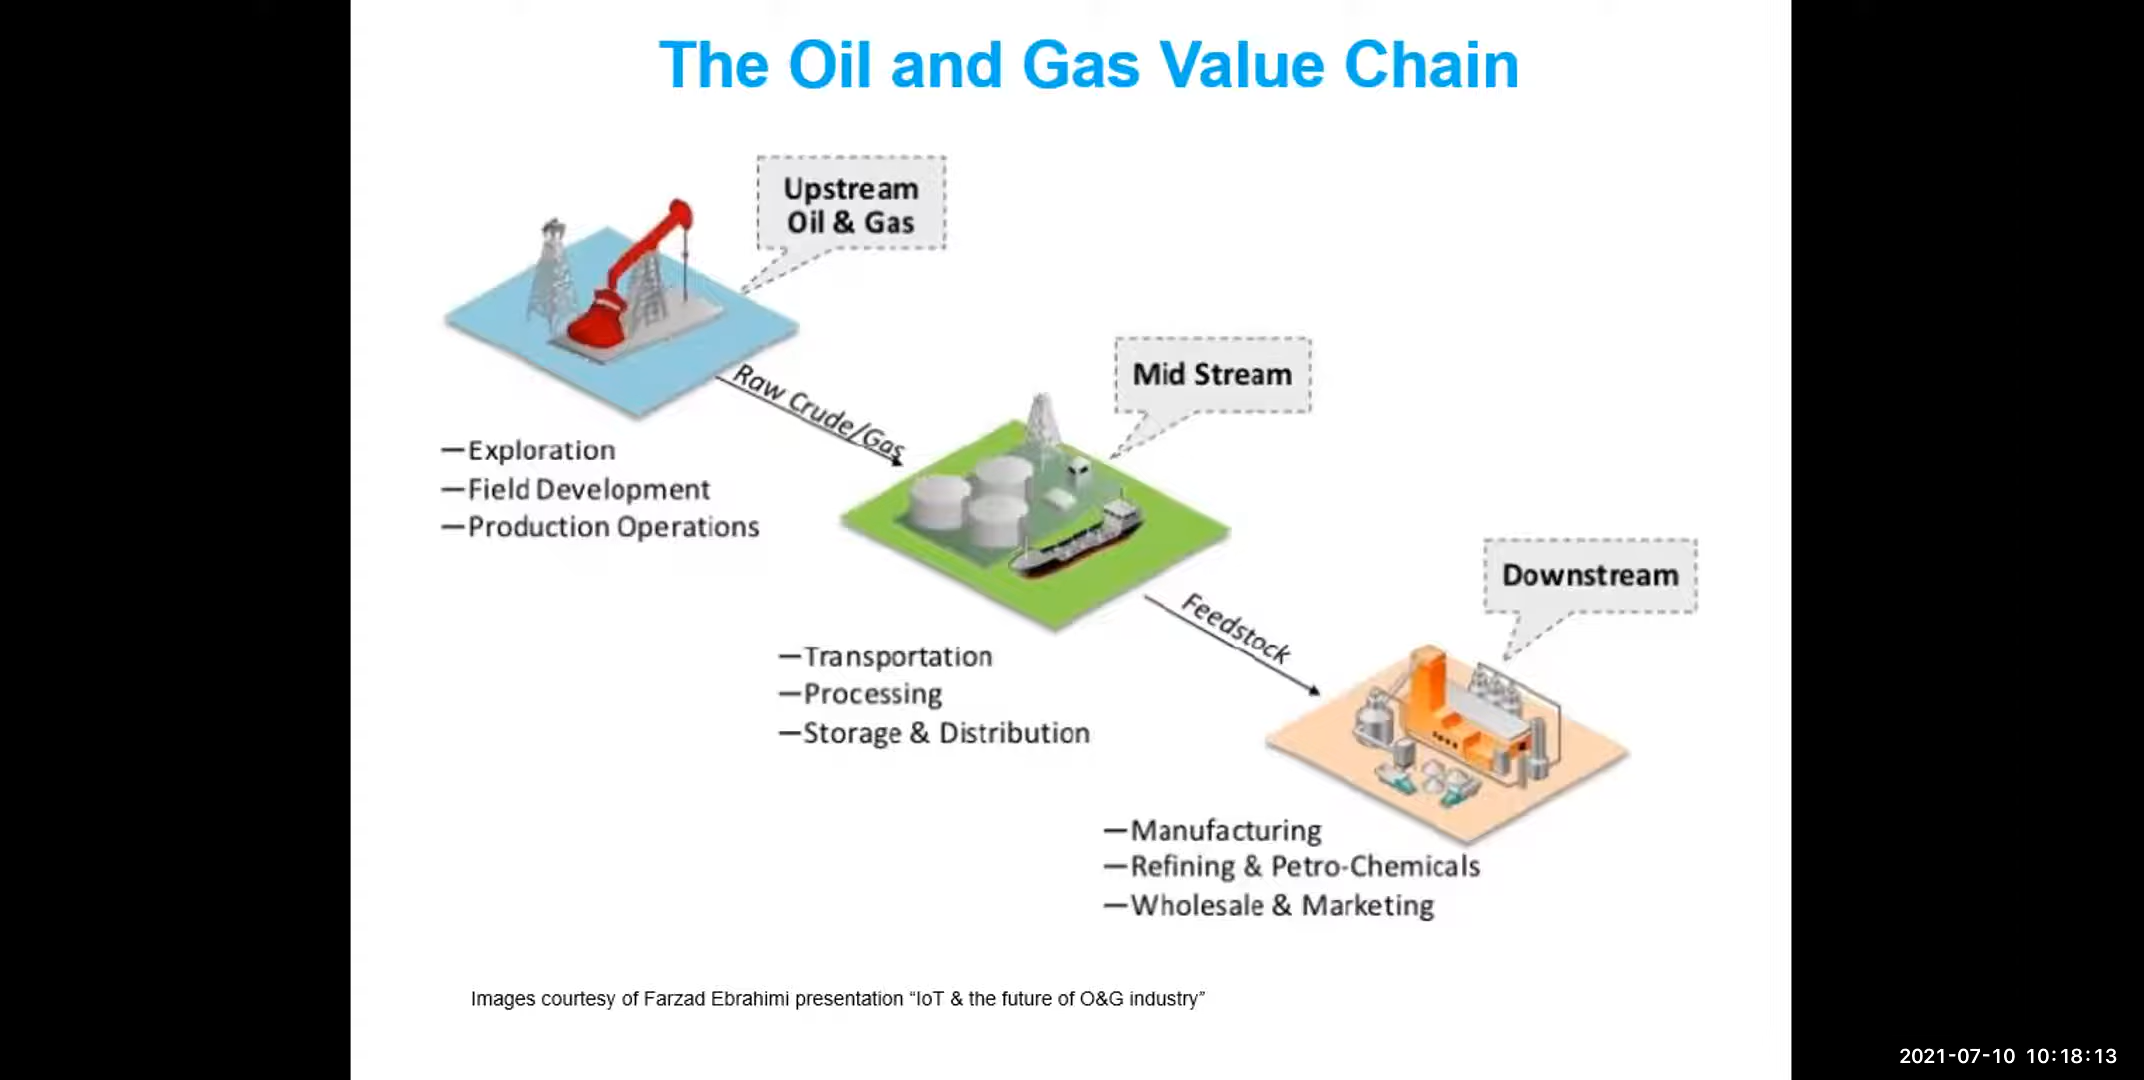 The Oil and Gas Value Chain
Upstream
Oil & Gas
Raw Crude/Gas
—Exploration
—Field Development
—Production Operations
Mid Stream
Feedstock
—Transportation
—Processing
—Storage & Distribution
Downstream
—Manufacturing
—Refining & Petro-Chemicals
—Wholesale & Marketing
Images courtesy of Farzad Ebrahimi presentation “IoT & the future of O&G industry”
2021-07-10 10:18:13